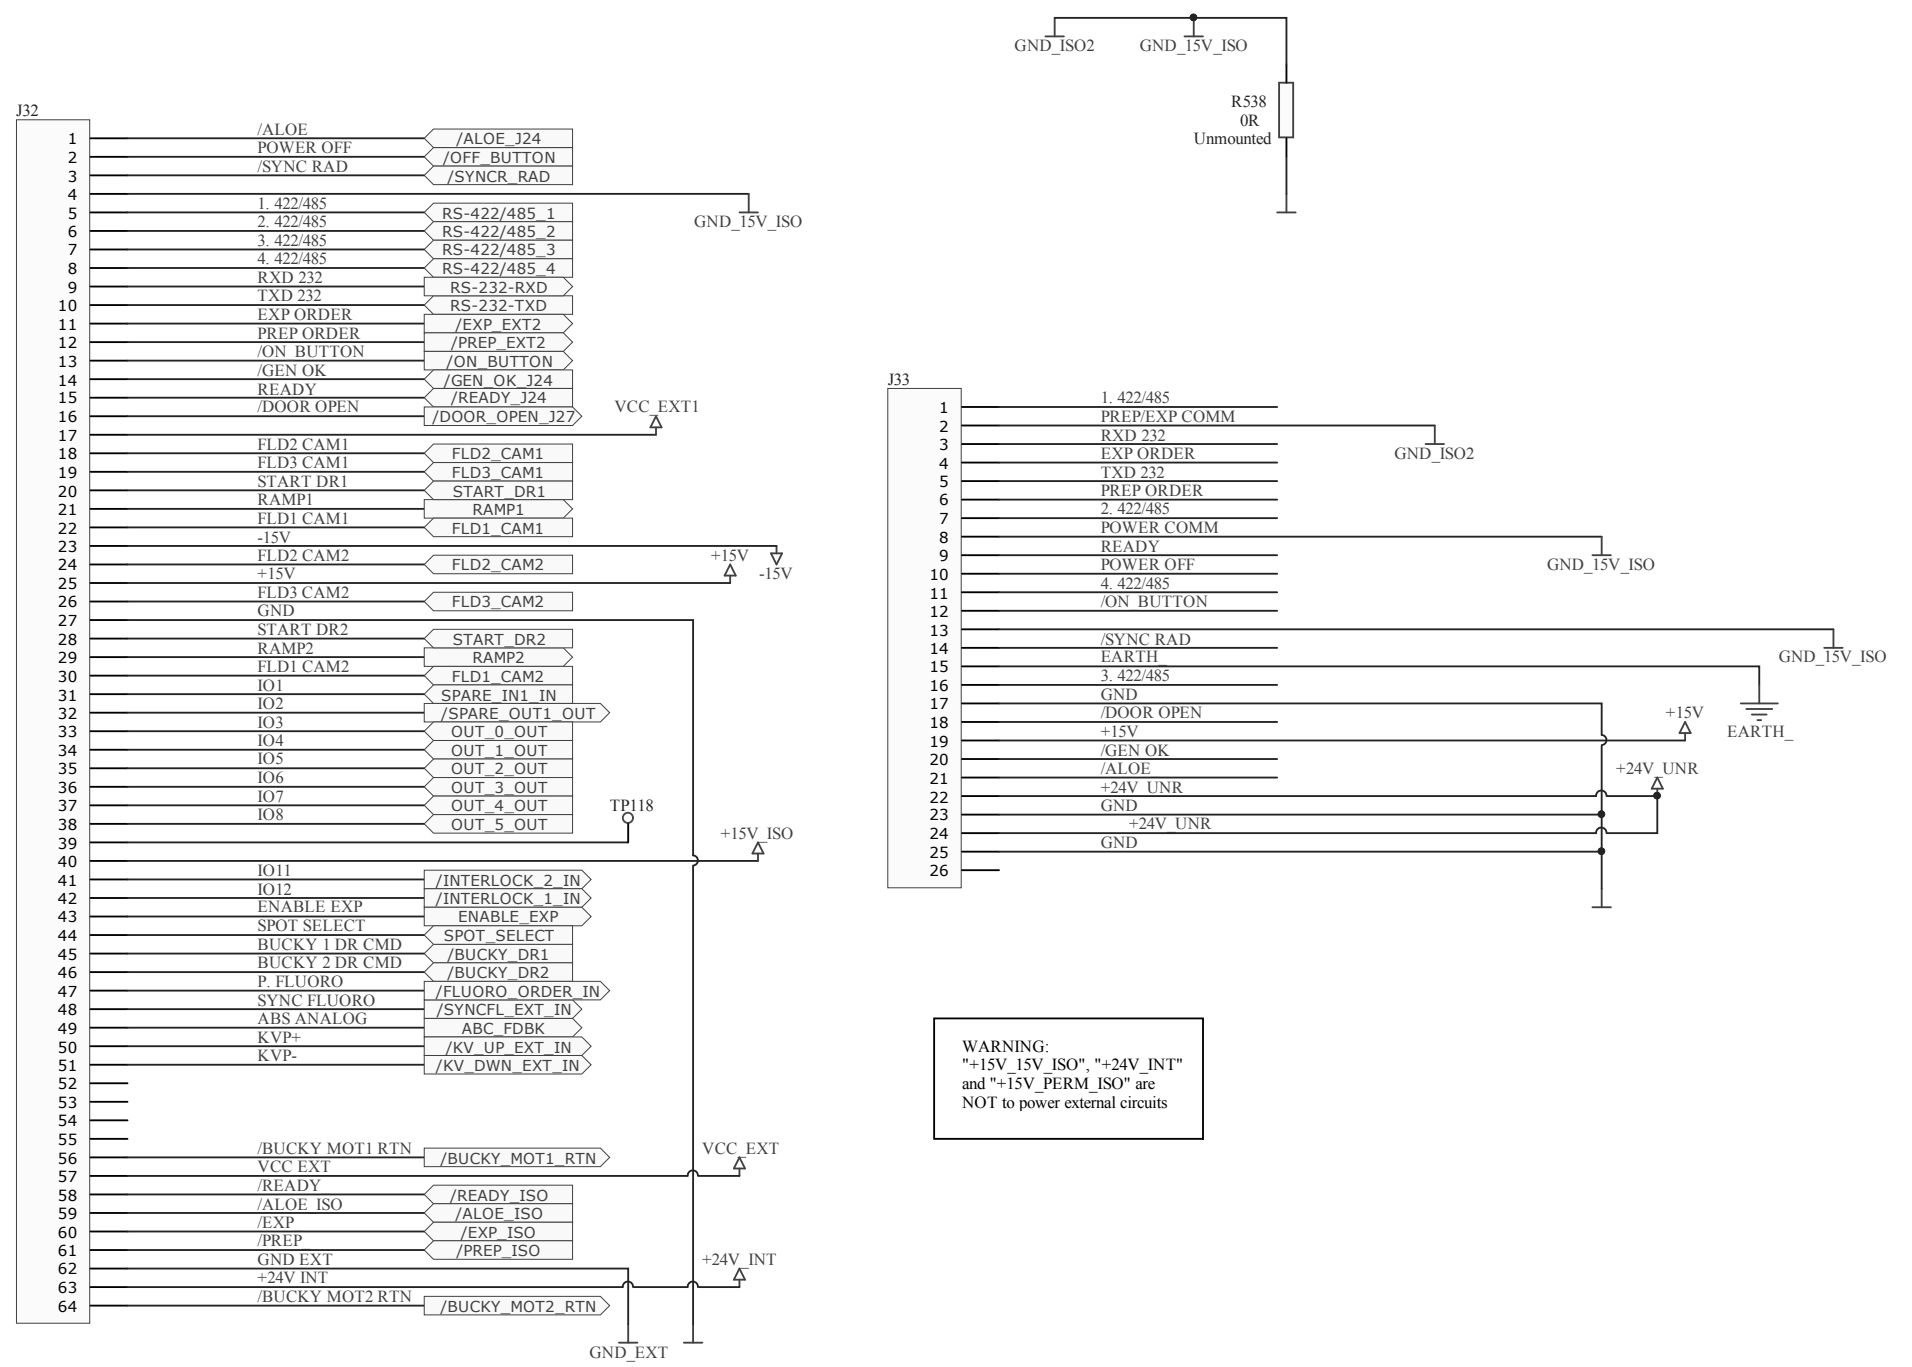 GND_ISO2 GND_15V_ISO
R538
0R
Unmounted
J32
1 /ALOE /ALOE_J24
2 POWER OFF /OFF_BUTTON
3 /SYNC RAD /SYNCR_RAD
4
GND_15V_ISO
5 1. 422/485 RS-422/485_1
6 2. 422/485 RS-422/485_2
7 3. 422/485 RS-422/485_3
8 4. 422/485 RS-422/485_4
9 RXD 232 RS-232-RXD
10 TXD 232 RS-232-TXD
11 EXP ORDER /EXP_EXT2
12 PREP ORDER /PREP_EXT2
13 /ON_BUTTON /ON_BUTTON
14 /GEN OK /GEN_OK_J24
15 READY /READY_J24
16 /DOOR OPEN /DOOR_OPEN_J27
VCC_EXT1
17
18 FLD2 CAM1 FLD2_CAM1
19 FLD3 CAM1 FLD3_CAM1
20 START DR1 START_DR1
21 RAMP1 RAMP1
22 FLD1 CAM1 FLD1_CAM1
23 -15V
-15V
24 FLD2 CAM2 FLD2_CAM2
+15V
25 +15V
26 FLD3 CAM2 FLD3_CAM2
27 GND
28 START DR2 START_DR2
29 RAMP2 RAMP2
30 FLD1 CAM2 FLD1_CAM2
31 IO1 SPARE_IN1_IN
32 IO2 /SPARE_OUT1_OUT
33 IO3 OUT_0_OUT
34 IO4 OUT_1_OUT
35 IO5 OUT_2_OUT
36 IO6 OUT_3_OUT
37 IO7 OUT_4_OUT
38 IO8 OUT_5_OUT
TP118
39
+15V_ISO
40
41 IO11 /INTERLOCK_2_IN
42 IO12 /INTERLOCK_1_IN
43 ENABLE EXP ENABLE_EXP
44 SPOT SELECT SPOT_SELECT
45 BUCKY 1 DR CMD /BUCKY_DR1
46 BUCKY 2 DR CMD /BUCKY_DR2
47 P. FLUORO /FLUORO_ORDER_IN
48 SYNC FLUORO /SYNCFL_EXT_IN
49 ABS ANALOG ABC_FDBK
50 KVP+ /KV_UP_EXT_IN
51 KVP- /KV_DWN_EXT_IN
52
53
54
55
56 /BUCKY MOT1 RTN /BUCKY_MOT1_RTN
VCC_EXT
57 VCC EXT
58 /READY /READY_ISO
59 /ALOE_ISO /ALOE_ISO
60 /EXP /EXP_ISO
61 /PREP /PREP_ISO
62 GND EXT
+24V_INT
63 +24V INT
64 /BUCKY MOT2 RTN /BUCKY_MOT2_RTN
GND_EXT
J33
1 1. 422/485
2 PREP/EXP COMM
GND_ISO2
3 RXD 232
4 EXP ORDER
5 TXD 232
6 PREP ORDER
7 2. 422/485
8 POWER COMM
GND_15V_ISO
9 READY
10 POWER OFF
11 4. 422/485
12 /ON_BUTTON
13
GND_15V_ISO
14 /SYNC RAD
15 EARTH_
EARTH_
16 3. 422/485
17 GND
18 /DOOR OPEN
+15V
19 +15V
20 /GEN OK
21 /ALOE
+24V_UNR
22 +24V_UNR
23 GND
24 +24V_UNR
25 GND
26
WARNING:
"+15V_15V_ISO", "+24V_INT"
and "+15V_PERM_ISO" are
NOT to power external circuits